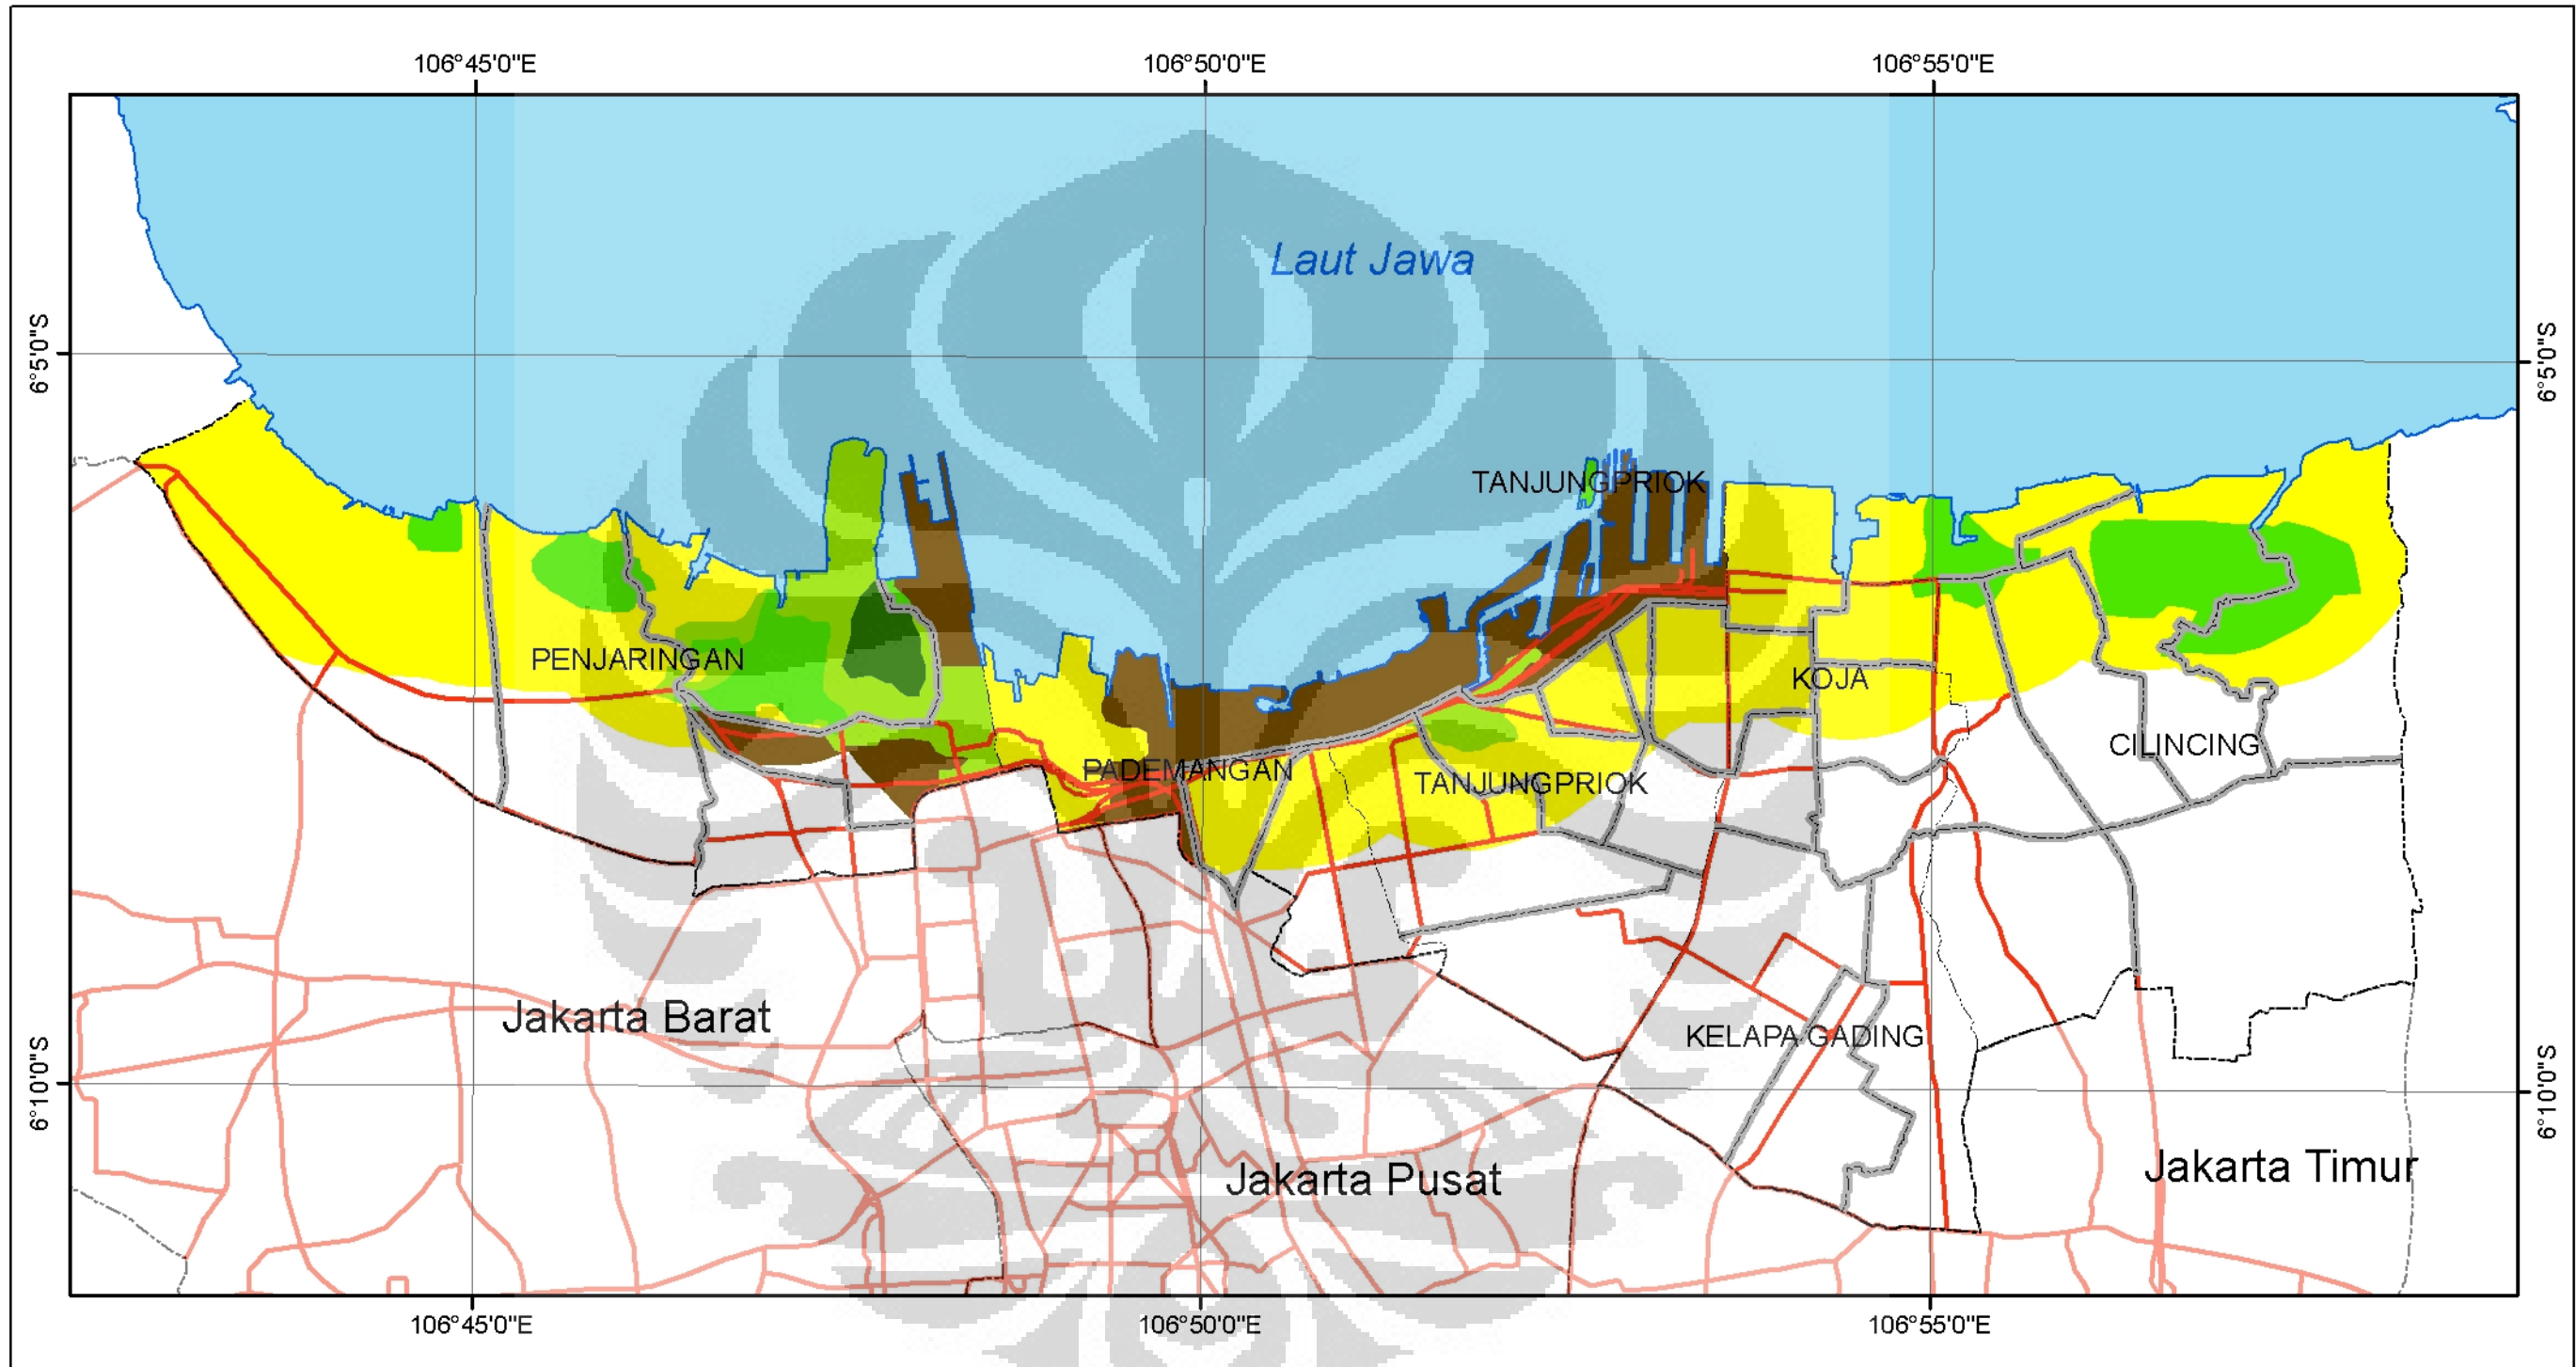 106°45'0"E
106°50'0"E
106°55'0"E
Laut Jawa
6°5'0"S
6°5'0"S
TANJUNGPRIOK
PENJARINGAN
KOJA
CILINCING
PADEMANGAN
TANJUNGPRIOK
Jakarta Barat
KELAPA GADING
6°10'0"S
6°10'0"S
Jakarta Pusat
Jakarta Timur
106°45'0"E
106°50'0"E
106°55'0"E